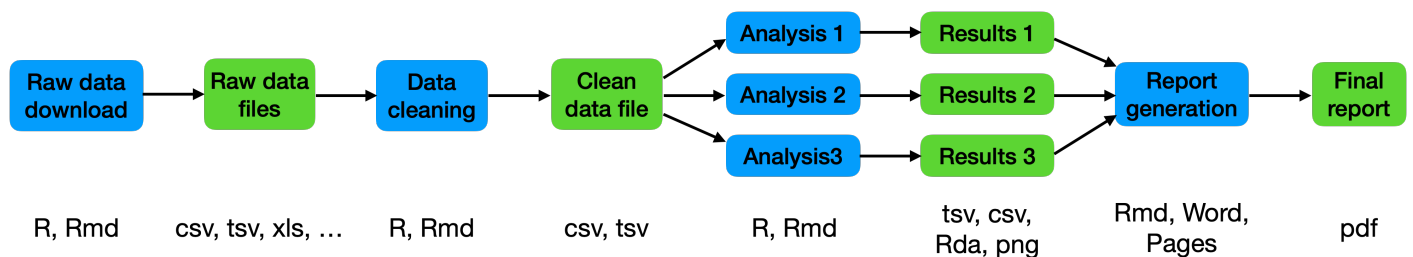 Raw data
download
Raw data
files
Data
cleaning
Clean
data file
Analysis 1
Analysis 2
Analysis3
Results 1
Results 2
Results 3
Report
generation
Final
report
R, Rmd
csv, tsv, xls, …
R, Rmd
csv, tsv
R, Rmd
tsv, csv,
Rda, png
Rmd, Word,
Pages
pdf